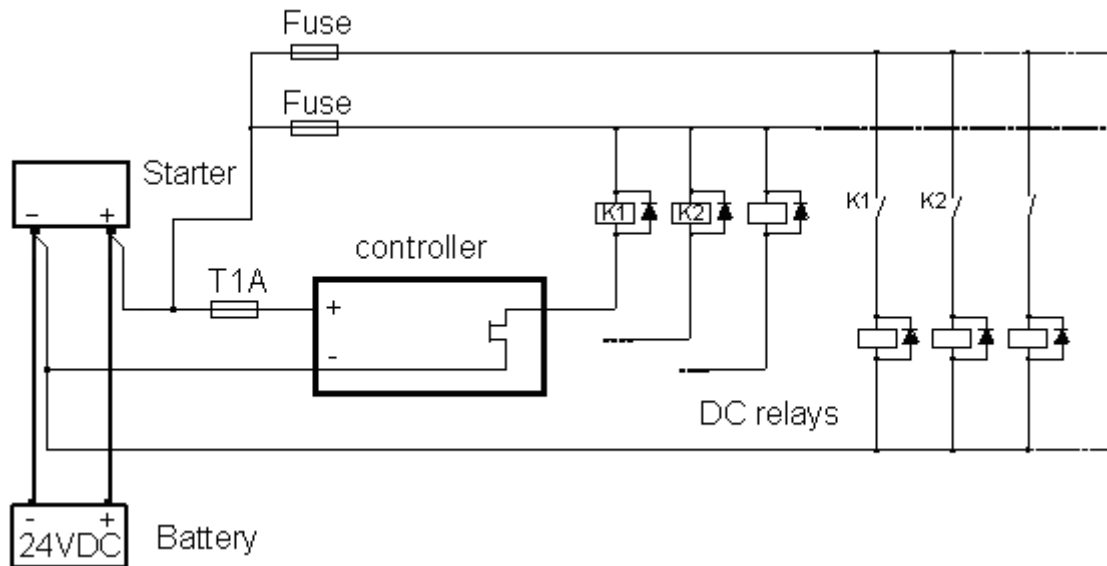 Fuse
Fuse
Starter
- +
K1 K2
K1 K2
controller
T1A
+
-
DC relays
- +
24VDC
Battery